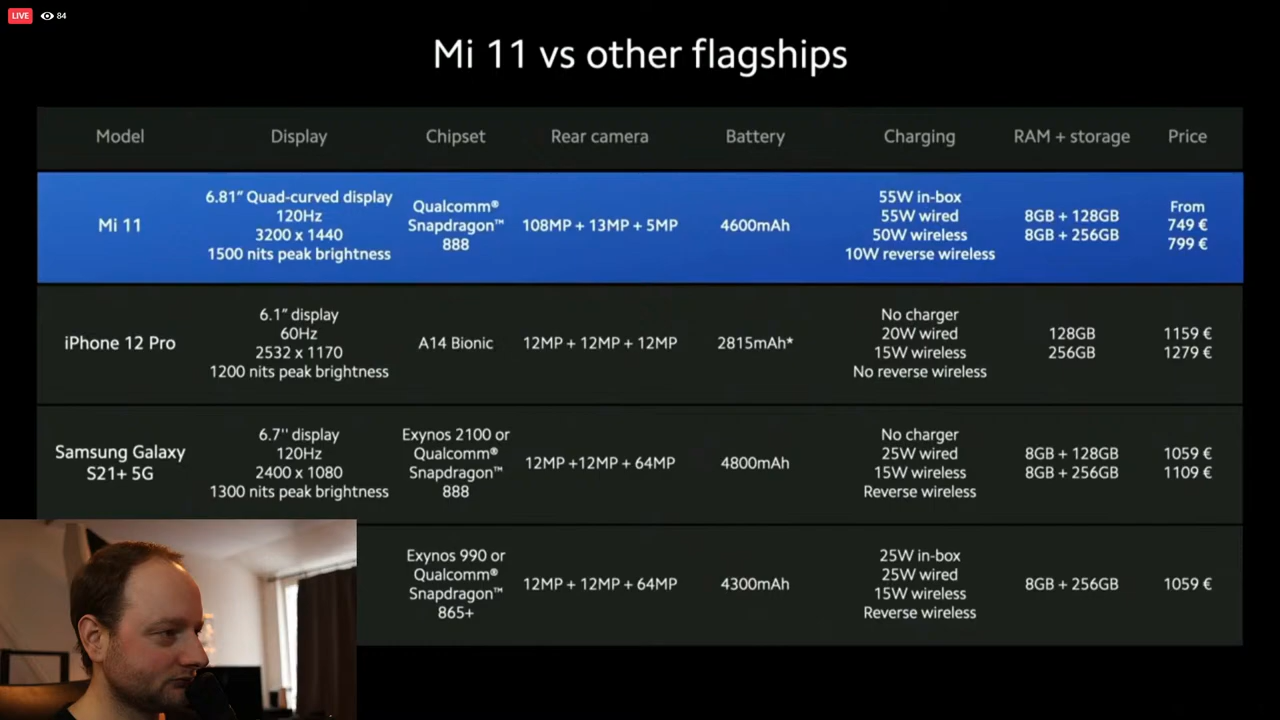 LIVE 84
Mi 11 vs other flagships
Model Display Chipset Rear camera Battery Charging RAM + storage Price
Mi 11
6.81″ Quad-curved display
120Hz
3200 x 1440
1500 nits peak brightness
Qualcomm®
Snapdragon™
888
108MP + 13MP + 5MP
4600mAh
55W in-box
55W wired
50W wireless
10W reverse wireless
8GB + 128GB
8GB + 256GB
From
749 €
799 €
iPhone 12 Pro
6.1″ display
60Hz
2532 x 1170
1200 nits peak brightness
A14 Bionic
12MP + 12MP + 12MP
2815mAh*
No charger
20W wired
15W wireless
No reverse wireless
128GB
256GB
1159 €
1279 €
Samsung Galaxy
S21+ 5G
6.7'' display
120Hz
2400 x 1080
1300 nits peak brightness
Exynos 2100 or
Qualcomm®
Snapdragon™
888
12MP +12MP + 64MP
4800mAh
No charger
25W wired
15W wireless
Reverse wireless
8GB + 128GB
8GB + 256GB
1059 €
1109 €
Exynos 990 or
Qualcomm®
Snapdragon™
865+
12MP + 12MP + 64MP
4300mAh
25W in-box
25W wired
15W wireless
Reverse wireless
8GB + 256GB
1059 €